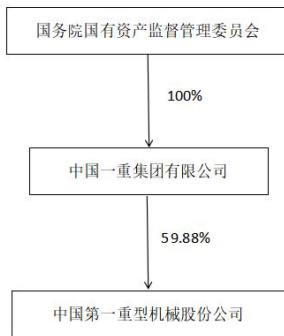 国务院国有资产监督管理委员会
100%
中国一重集团有限公司
59.88%
中国第一重型机械股份公司